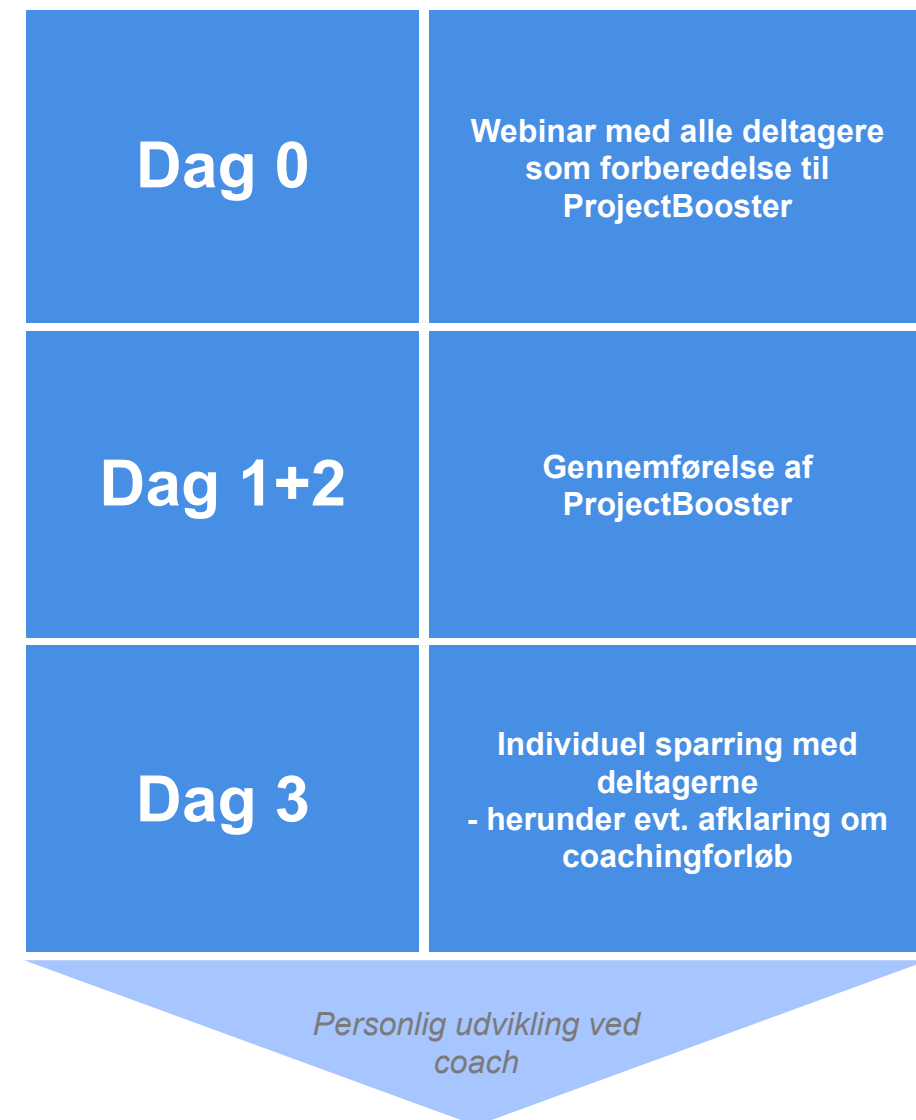 Dag 0
Webinar med alle deltagere
som forberedelse til
ProjectBooster
Dag 1+2
Gennemførelse af
ProjectBooster
Dag 3
Individuel sparring med
deltagerne
- herunder evt. afklaring om
coachingforløb
Personlig udvikling ved
coach